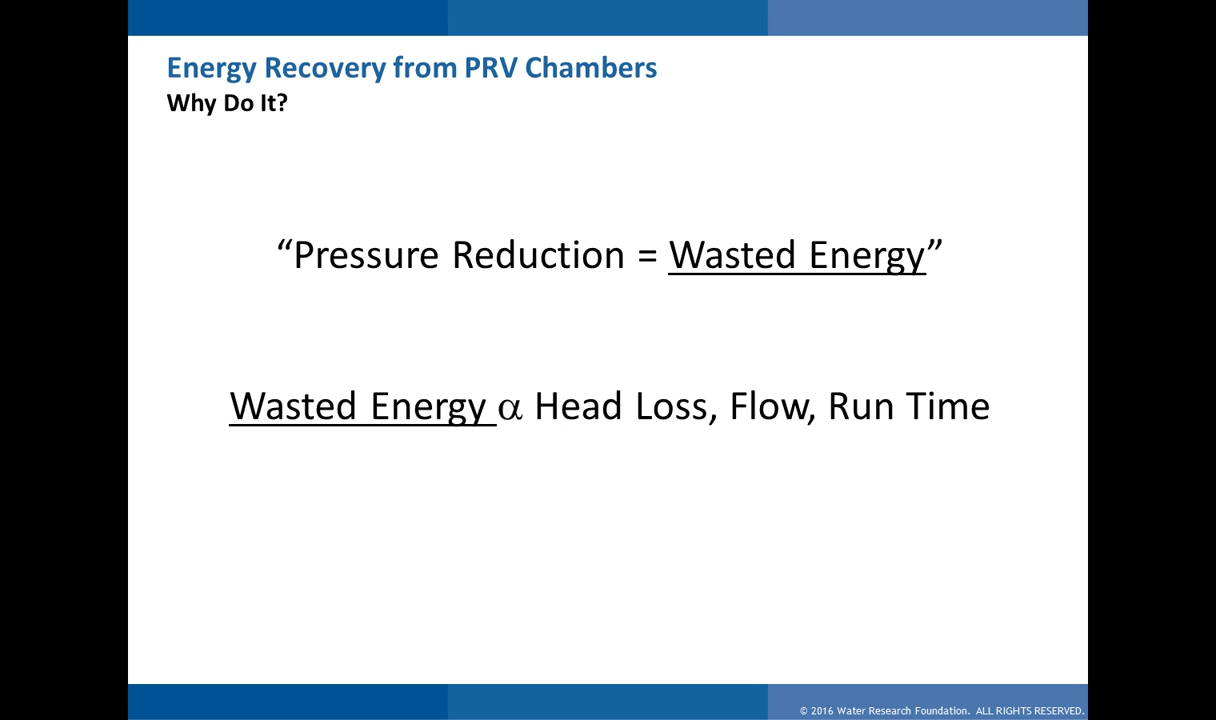 Energy Recovery from PRV Chambers
Why Do It?
“Pressure Reduction = Wasted Energy”
Wasted Energy α Head Loss, Flow, Run Time
© 2016 Water Research Foundation. ALL RIGHTS RESERVED.